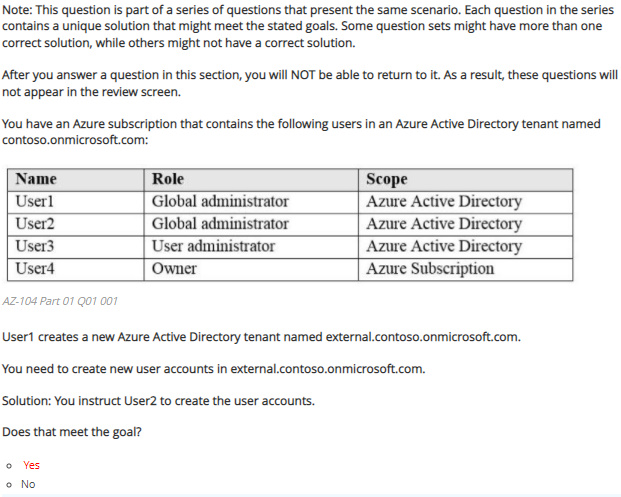 Note: This question is part of a series of questions that present the same scenario. Each question in the series
contains a unique solution that might meet the stated goals. Some question sets might have more than one
correct solution, while others might not have a correct solution.
After you answer a question in this section, you will NOT be able to return to it. As a result, these questions will
not appear in the review screen.
You have an Azure subscription that contains the following users in an Azure Active Directory tenant named
contoso.onmicrosoft.com:
Name Role Scope
User1 Global administrator Azure Active Directory
User2 Global administrator Azure Active Directory
User3 User administrator Azure Active Directory
User4 Owner Azure Subscription
AZ-104 Part 01 Q01 001
User1 creates a new Azure Active Directory tenant named external.contoso.onmicrosoft.com.
You need to create new user accounts in external.contoso.onmicrosoft.com.
Solution: You instruct User2 to create the user accounts.
Does that meet the goal?
Yes
No